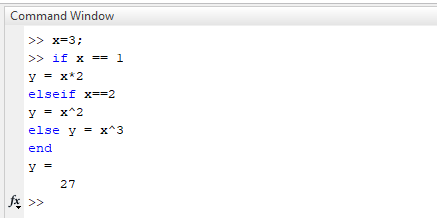 Command Window
>> x=3;
>> if x == 1
y = x*2
elseif x==2
y = x^2
else y = x^3
end
y =
27
fx >>